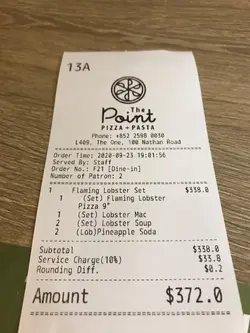 13A
The
Point
PIZZA + PASTA
Phone: +852 2598 0030
L409, The One, 100 Nathan Road
Order Time: 2020-09-23 19:01:56
Served By: Staff
Order No.: F21 [Dine-in]
Number of Patron: 2
1 Flaming Lobster Set $338.0
1 (Set) Flaming Lobster
Pizza 9"
1 (Set) Lobster Mac
2 (Set) Lobster Soup
2 (Lob)Pineapple Soda
Subtotal $338.0
Service Charge(10%) $33.8
Rounding Diff. $0.2
Amount $372.0